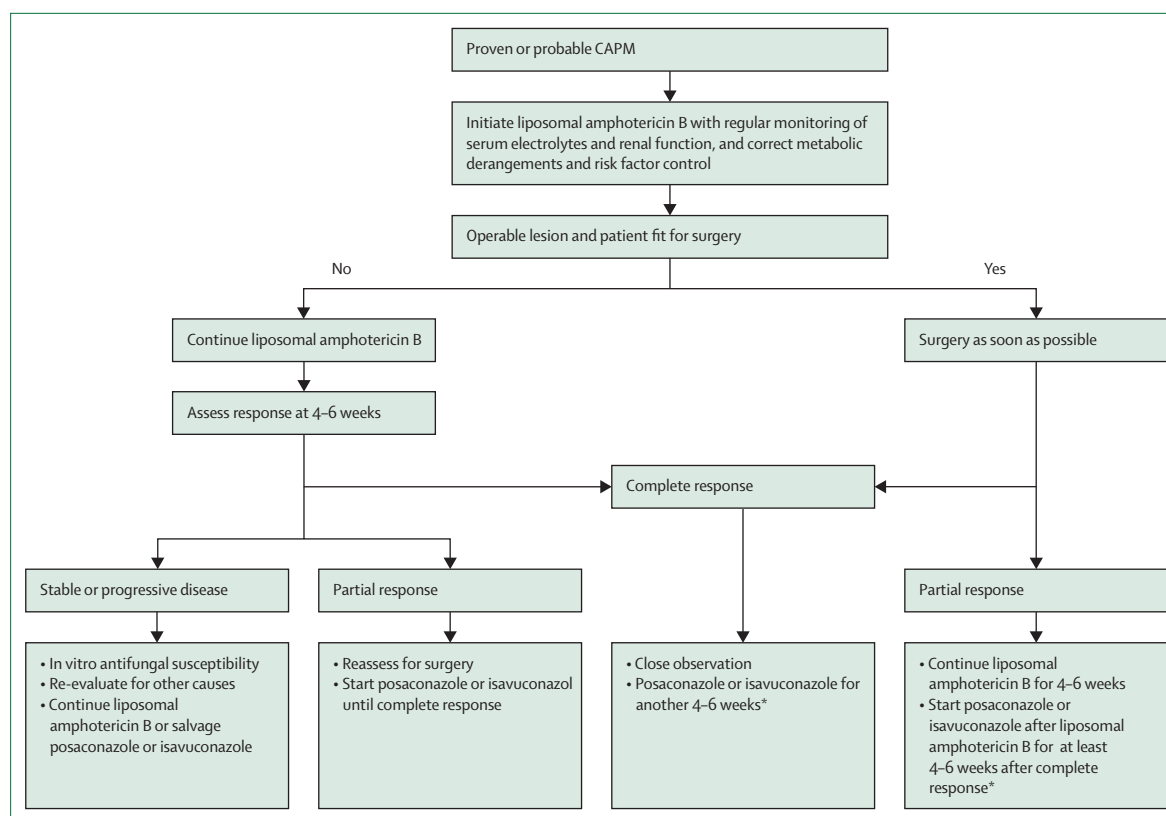 Proven or probable CAPM
Initiate liposomal amphotericin B with regular monitoring of
serum electrolytes and renal function, and correct metabolic
derangements and risk factor control
Operable lesion and patient fit for surgery
No
Yes
Continue liposomal amphotericin B
Surgery as soon as possible
Assess response at 4–6 weeks
Complete response
Stable or progressive disease
Partial response
Partial response
• In vitro antifungal susceptibility
• Re-evaluate for other causes
• Continue liposomal
amphotericin B or salvage
posaconazole or isavuconazole
• Reassess for surgery
• Start posaconazole or isavuconazol
until complete response
• Close observation
• Posaconazole or isavuconazole for
another 4–6 weeks*
• Continue liposomal
amphotericin B for 4–6 weeks
• Start posaconazole or
isavuconazole after liposomal
amphotericin B for at least
4–6 weeks after complete
response*